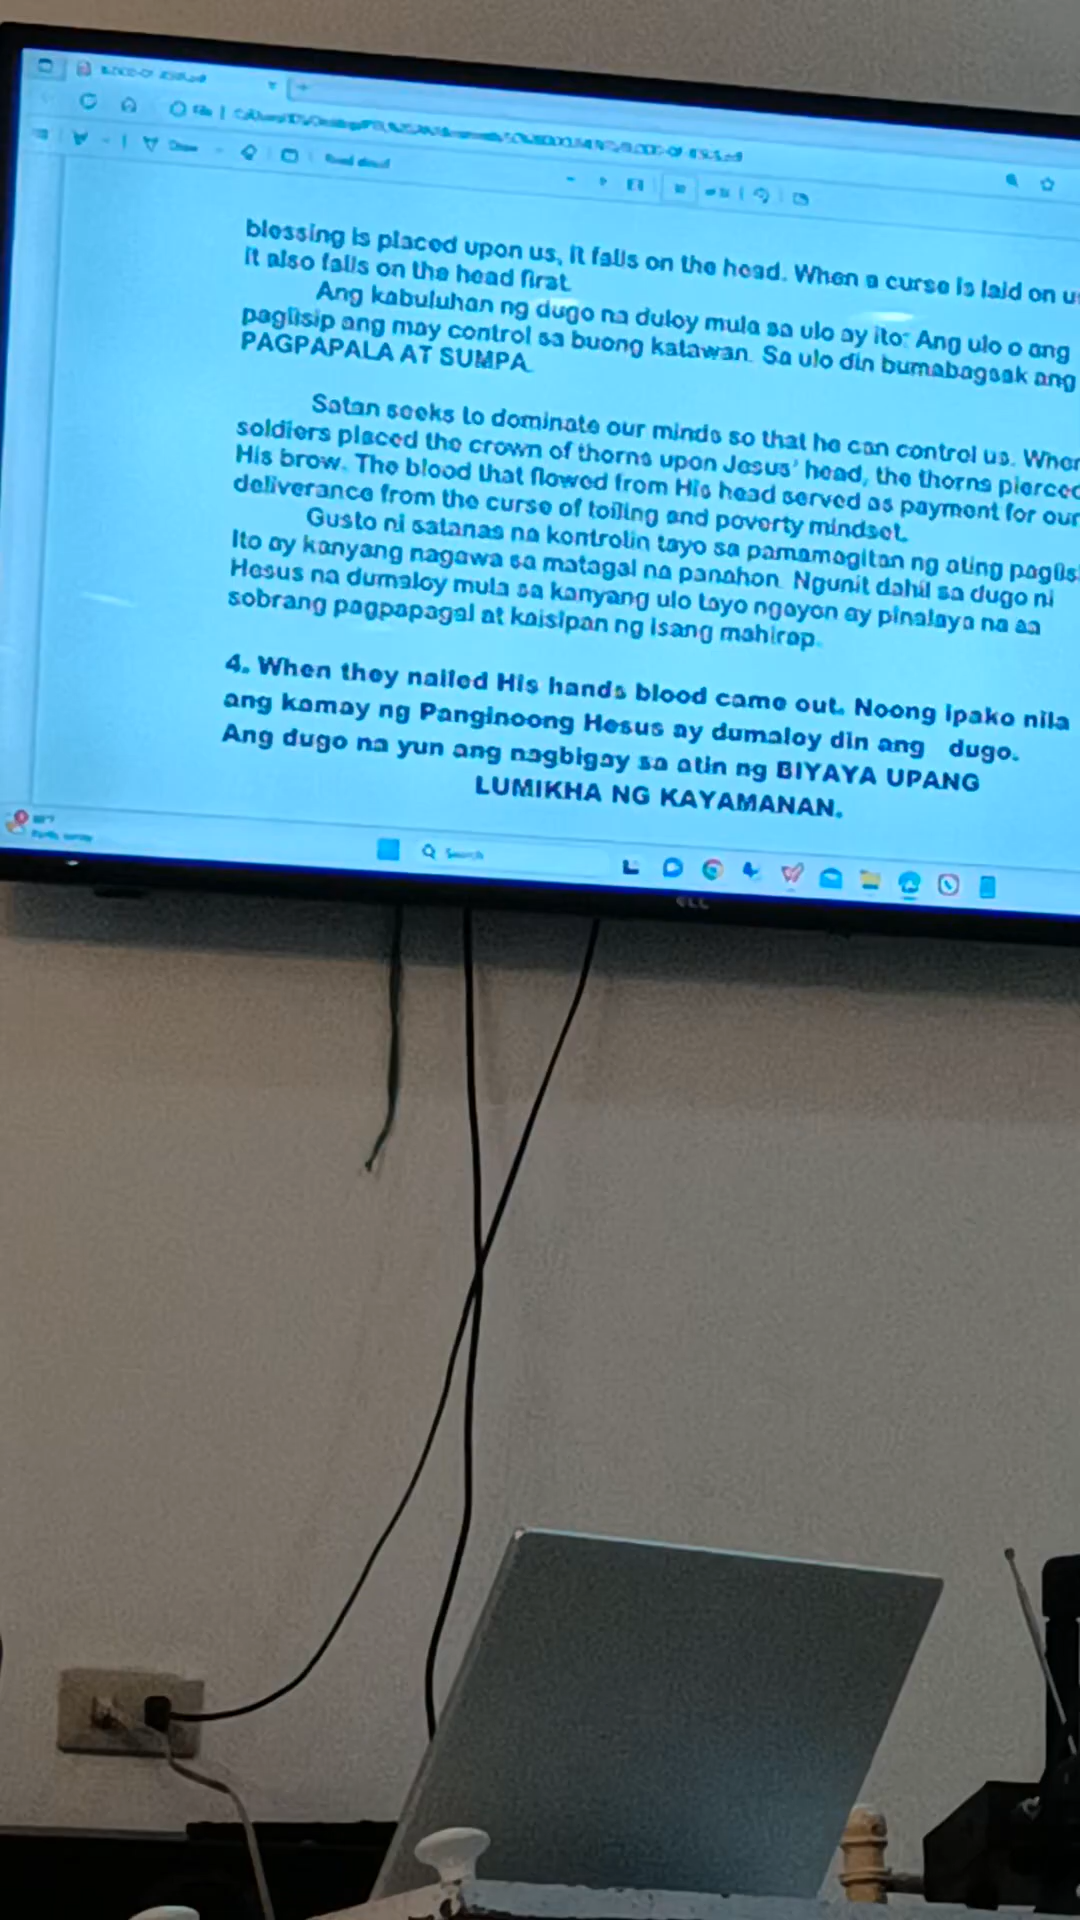 Read aloud
blessing is placed upon us, it falls on the head. When a curse is laid on
it also falls on the head first.
Ang kabuluhan ng dugo na daloy mula sa ulo ay ito: Ang ulo o ang
pagiisip ang may control sa buong katawan. Sa ulo din bumabagsak ang
PAGPAPALA AT SUMPA.
Satan seeks to dominate our minds so that he can control us. When
soldiers placed the crown of thorns upon Jesus' head, the thorns pierced
His brow. The blood that flowed from His head served as payment for our
deliverance from the curse of toiling and poverty mindset.
Gusto ni satanas na kontrolin tayo sa pamamagitan ng ating
Ito ay kanyang nagawa sa matagal na panahon. Ngunit dahil sa dugo ni
Hesus na dumaloy mula sa kanyang ulo tayo ngayon ay pinalaya na sa
sobrang pagpapagal at kaisipan ng isang mahirap.
4. When they nailed His hands blood came out. Noong ipako nila
ang kamay ng Panginoong Hesus ay dumaloy din ang dugo.
Ang dugo na yun ang nagbigay sa atin ng BIYAYA UPANG
LUMIKHA NG KAYAMANAN.
Search